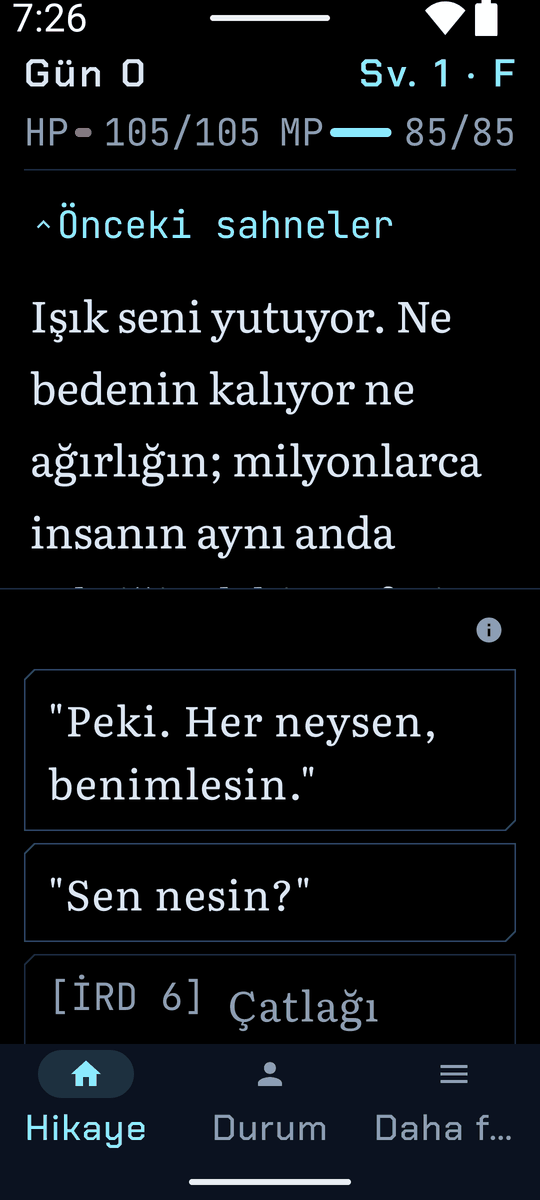 7:26
Gün 0
Sv. 1 · F
HP 105/105 MP 85/85
Önceki sahneler
Işık seni yutuyor. Ne
bedenin kalıyor ne
ağırlığın; milyonlarca
insanın aynı anda
"Peki. Her neysen,
benimlesin."
"Sen nesin?"
[İRD 6] Çatlağı
Hikaye
Durum
Daha f...